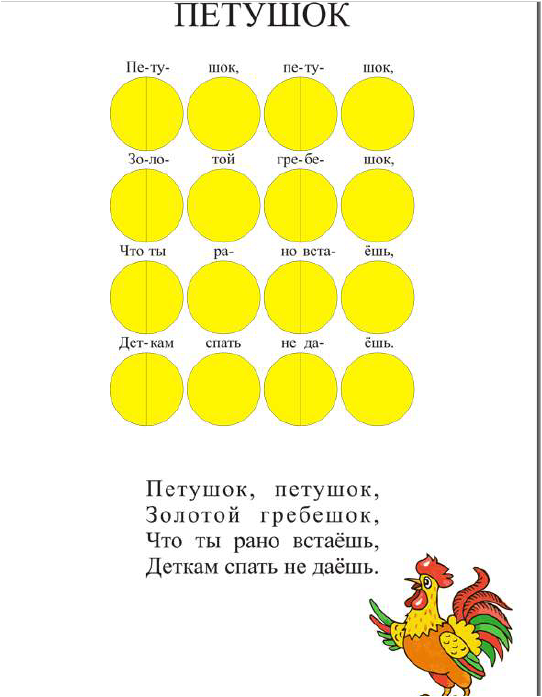 ПЕТУШОК
Пе-ту- шок, пе-ту- шок,
Зо-ло- той гре-бе- шок,
Что ты ра- но вста- ёшь,
Дет-кам спать не да- ёшь.
Петушок, петушок,
Золотой гребешок,
Что ты рано встаёшь,
Деткам спать не даёшь.